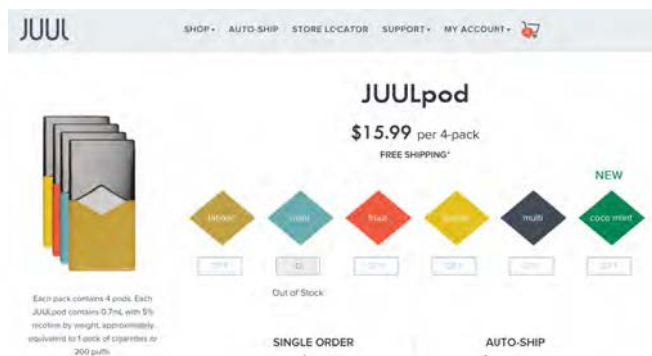 JUUL
SHOP AUTO-SHIP STORE LOCATOR SUPPORT MY ACCOUNT
JUULpod
$15.99 per 4-pack
FREE SHIPPING*
NEW
fruit multi coco mint
Out of Stock
Each pack contains 4 pods. Each
JUULpod contains 0.7mL with 5%
nicotine by weight, approximately
equivalent to 1 pack of cigarettes or
200 puffs
SINGLE ORDER AUTO-SHIP